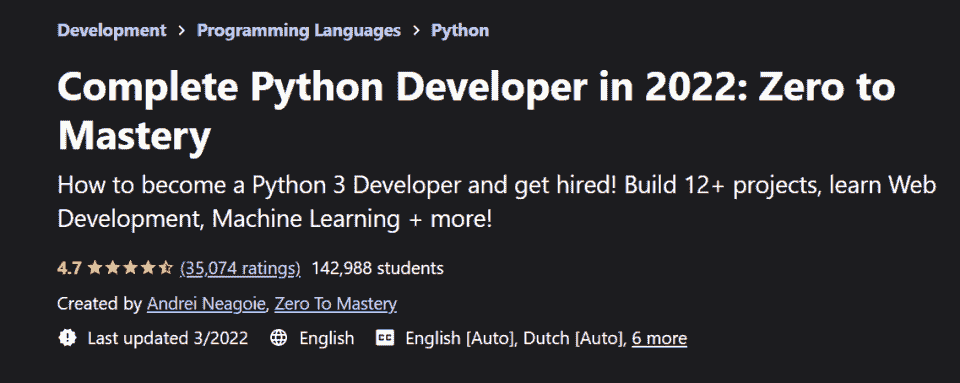 Development > Programming Languages > Python
Complete Python Developer in 2022: Zero to
Mastery
How to become a Python 3 Developer and get hired! Build 12+ projects, learn Web
Development, Machine Learning + more!
4.7 (35,074 ratings) 142,988 students
Created by Andrei Neagoie, Zero To Mastery
Last updated 3/2022 English CC English [Auto], Dutch [Auto], 6 more